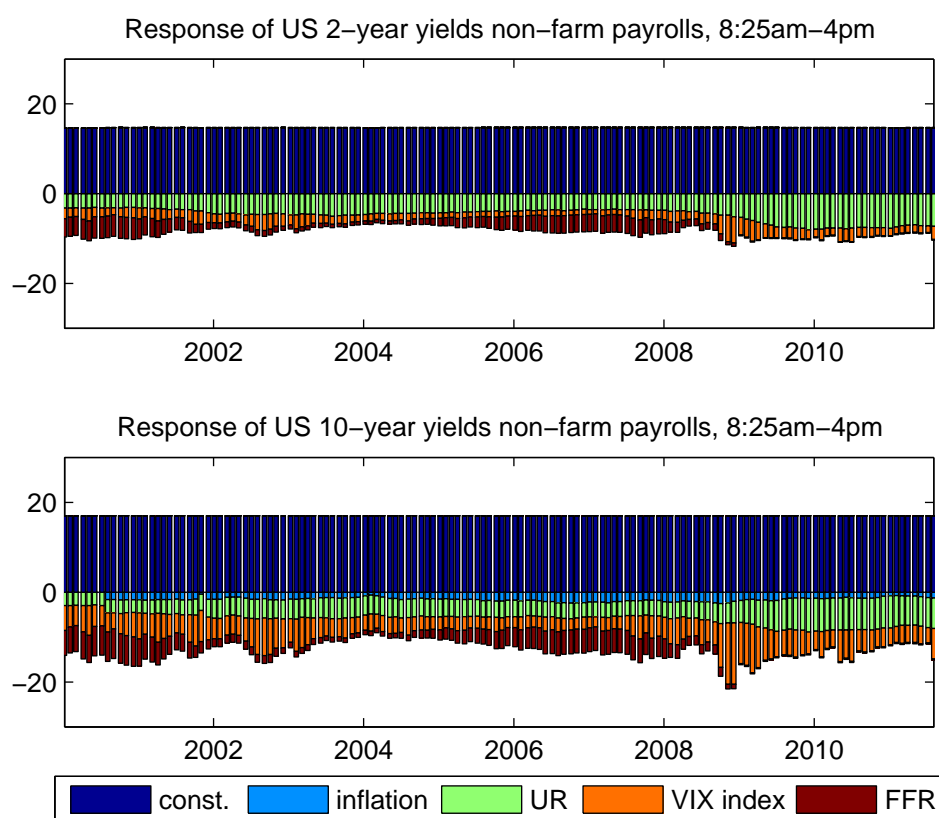 Response of US 2−year yields non−farm payrolls, 8:25am−4pm
20
0
−20
2002 2004 2006 2008 2010
Response of US 10−year yields non−farm payrolls, 8:25am−4pm
20
0
−20
2002 2004 2006 2008 2010
const. inflation UR VIX index FFR